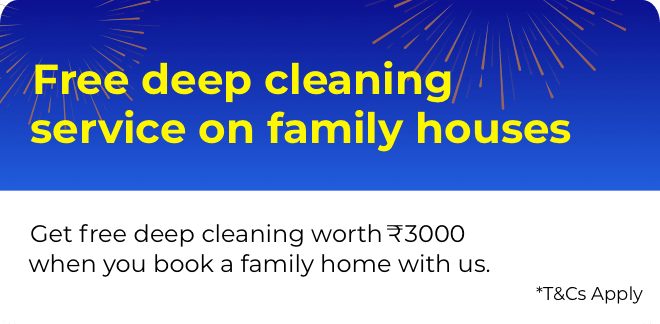 Free deep cleaning
service on family houses
Get free deep cleaning worth ₹3000
when you book a family home with us.
*T&Cs Apply